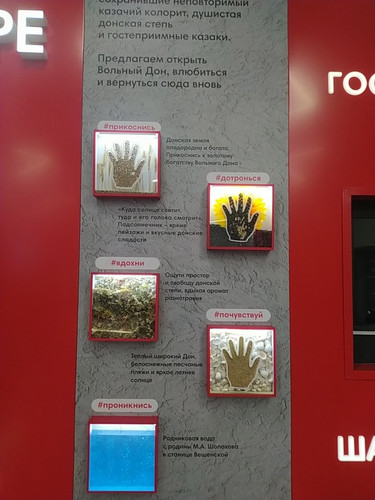 сохранившие неповторимый
казачий колорит, душистая
донская степь
и гостеприимные казаки.
Предлагаем открыть
Вольный Дон, влюбиться
и вернуться сюда вновь
РЕ
ГОС
#прикоснись
Донская земля
плодородна и богата.
Прикоснись к золотому
богатству Вольного Дона
#дотронься
«Куда солнце светит,
туда и его голова смотрит».
Подсолнечник – яркие
пейзажи и вкусные донские
сладости
#вдохни
Ощути простор
и свободу донской
степи, вдыхая аромат
разнотравия
#почувствуй
Теплый широкий Дон,
белоснежные песчаные
пляжи и яркое летнее
солнце
#проникнись
Родниковая вода
с родины М.А. Шолохова
в станице Вешенской
ША